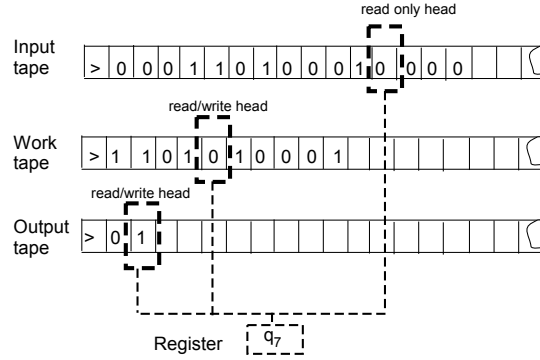 read only head
Input tape
> 0 0 0 1 1 0 1 0 0 0 1 0 0 0 0
read/write head
Work tape
> 1 1 0 1 0 1 0 0 0 1
read/write head
Output tape
> 0 1
Register q7